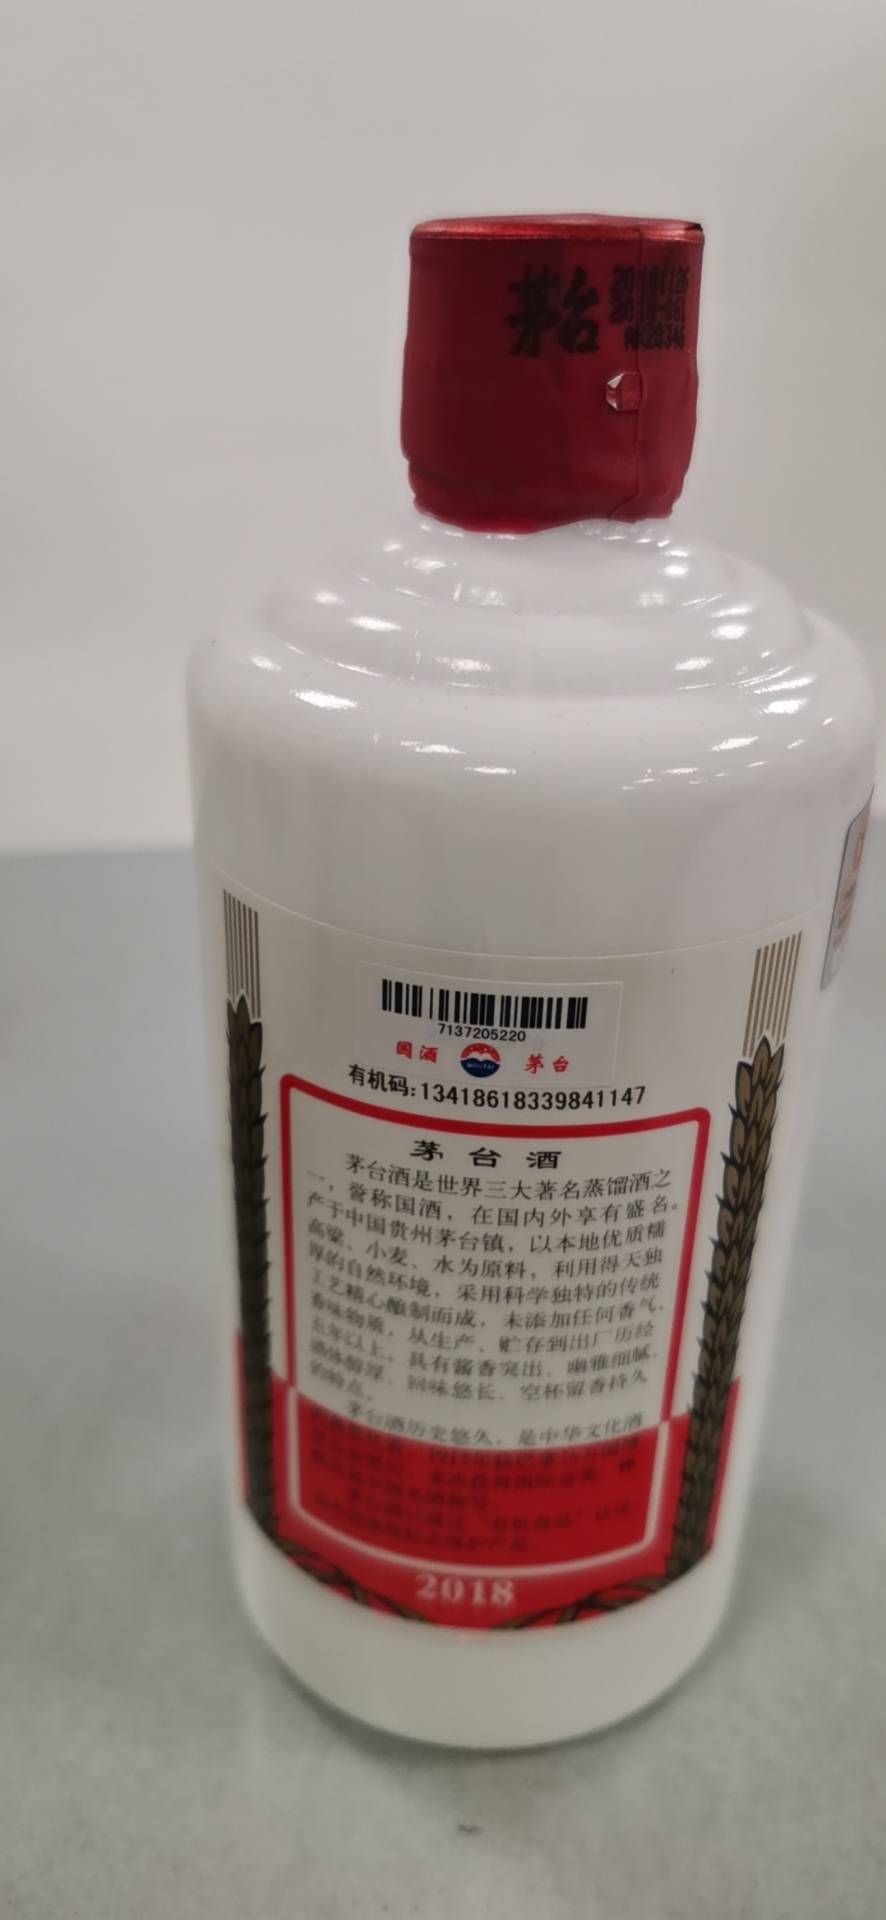 茅台
20181126
7137205220
国酒
MOUTAI
茅台
有机码:13418618339841147
茅台酒
茅台酒是世界三大著名蒸馏酒之
一，誉称国酒，在国内外享有盛名。
产于中国贵州茅台镇，以本地优质糯
高粱、小麦、水为原料，利用得天独
厚的自然环境，采用科学独特的传统
工艺精心酿制而成，未添加任何香气、
香味物质，从生产、贮存到出厂历经
五年以上。具有酱香突出、幽雅细腻、
酒体醇厚、回味悠长、空杯留香持久
的特点。
茅台酒历史悠久，是中华文化酒
2018